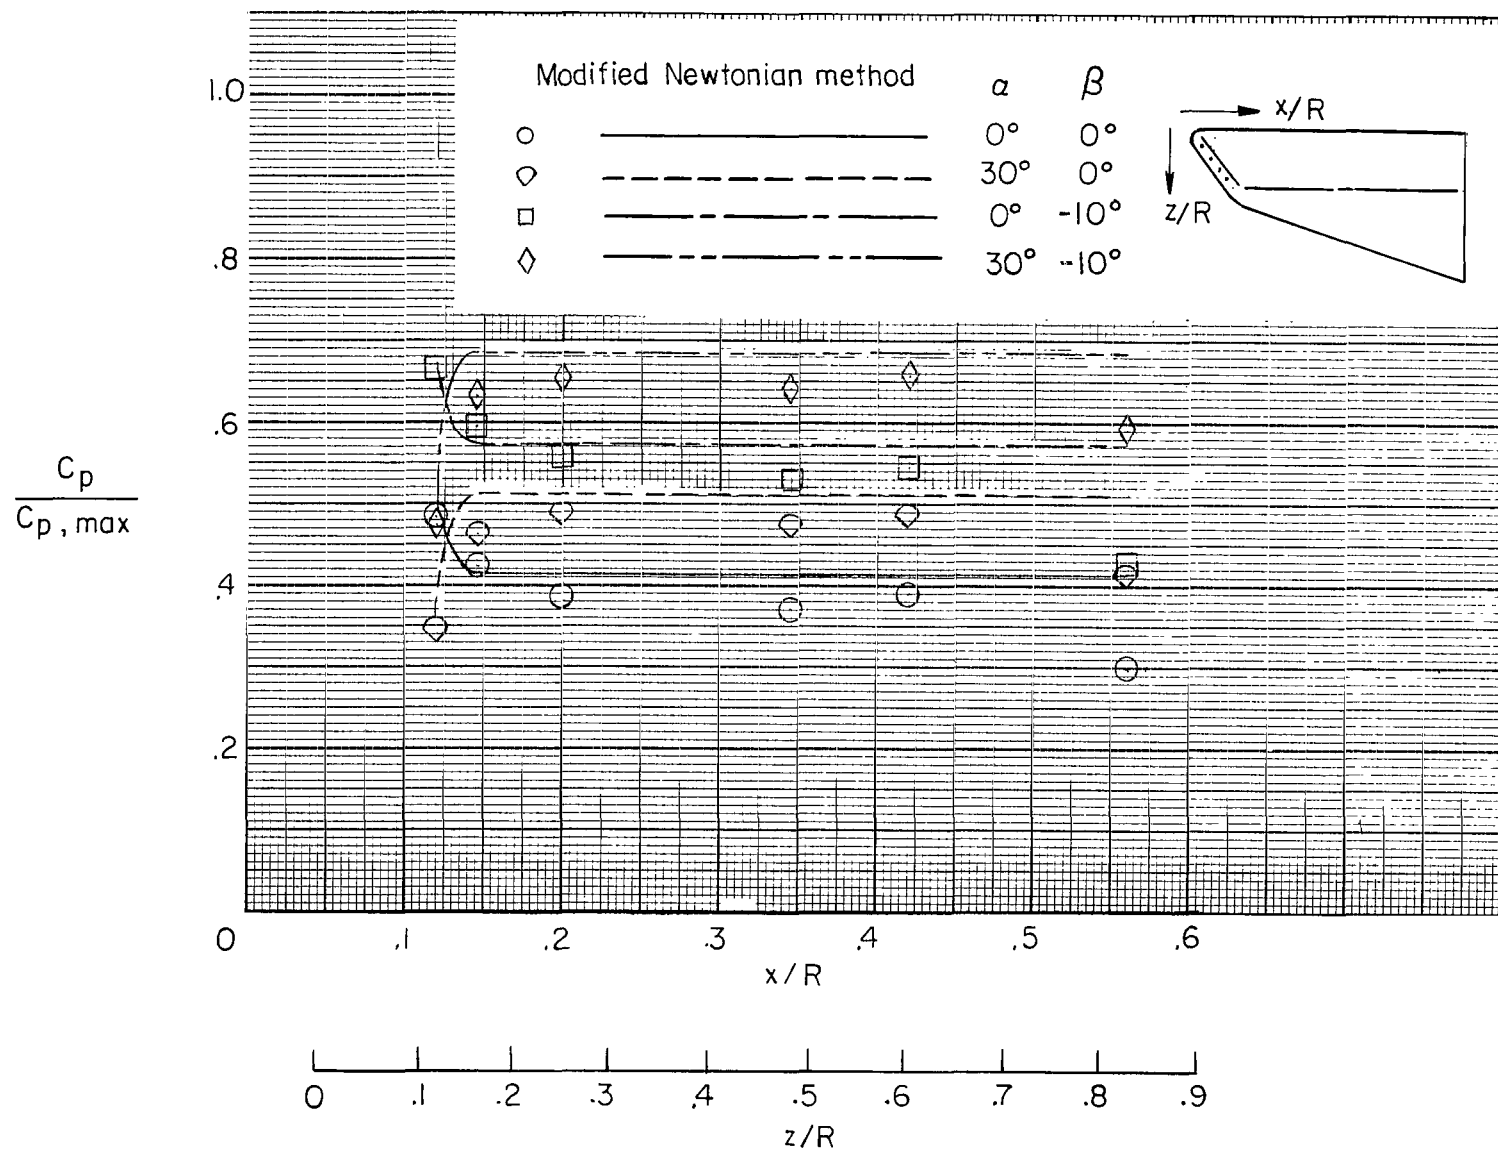 Modified Newtonian method α β
0° 0°
30° 0°
0° -10°
30° -10°
x/R
z/R
1.0
.8
.6
.4
.2
0
Cp
Cp, max
.1 .2 .3 .4 .5 .6
x/R
0 .1 .2 .3 .4 .5 .6 .7 .8 .9
z/R